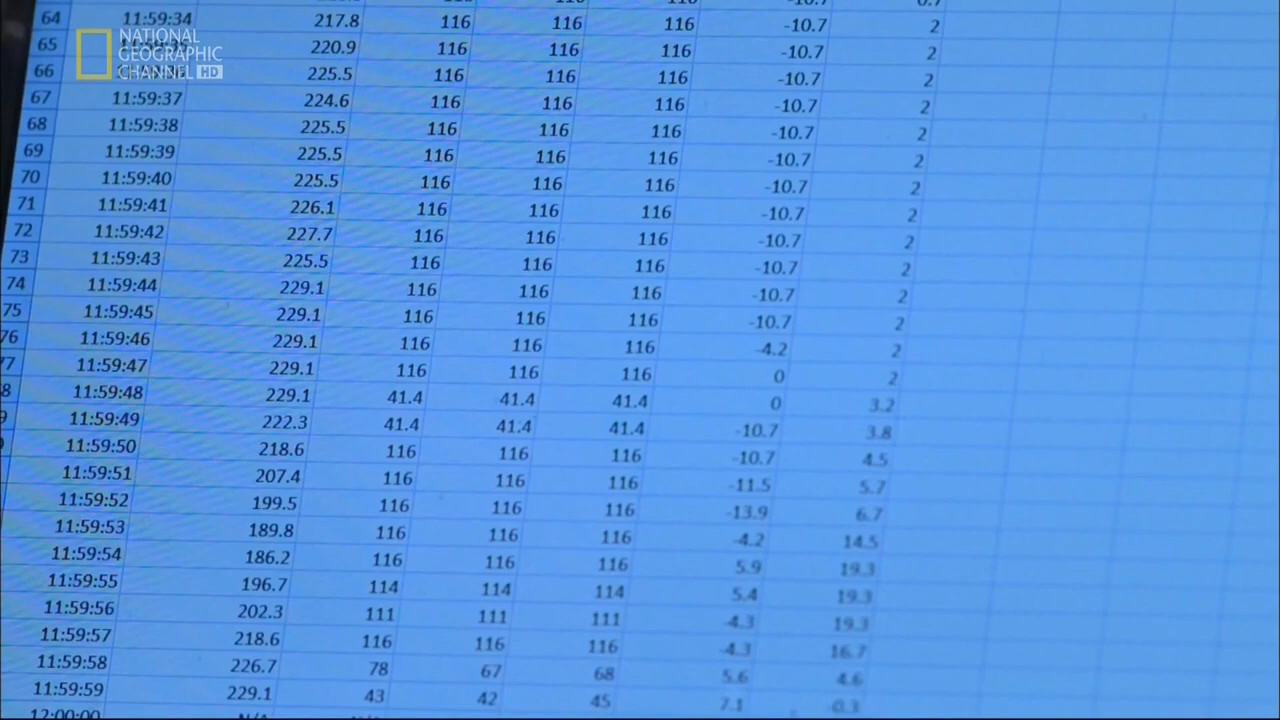 64 11:59:34 217.8 116 116 116 -10.7 2
65 220.9 116 116 116 -10.7 2
66 225.5 116 116 116 -10.7 2
67 11:59:37 224.6 116 116 116 -10.7 2
68 11:59:38 225.5 116 116 116 -10.7 2
69 11:59:39 225.5 116 116 116 -10.7 2
70 11:59:40 225.5 116 116 116 -10.7 2
71 11:59:41 226.1 116 116 116 -10.7 2
72 11:59:42 227.7 116 116 116 -10.7 2
73 11:59:43 225.5 116 116 116 -10.7 2
74 11:59:44 229.1 116 116 116 -10.7 2
75 11:59:45 229.1 116 116 116 -10.7 2
76 11:59:46 229.1 116 116 116 -4.2 2
77 11:59:47 229.1 116 116 116 0 2
8 11:59:48 229.1 41.4 41.4 41.4 0 3.2
9 11:59:49 222.3 41.4 41.4 41.4 -10.7 3.8
11:59:50 218.6 116 116 116 -10.7 4.5
11:59:51 207.4 116 116 116 -11.5 5.7
11:59:52 199.5 116 116 116 -13.9 6.7
11:59:53 189.8 116 116 116 -4.2 14.5
11:59:54 186.2 116 116 116 5.9 19.3
11:59:55 196.7 114 114 114 5.4 19.3
11:59:56 202.3 111 111 111 -4.3 19.3
11:59:57 218.6 116 116 116 -4.3 16.7
11:59:58 226.7 78 67 68 5.6 4.6
11:59:59 229.1 43 42 45 7.1 -0.3
12:00:00
NATIONAL
GEOGRAPHIC
CHANNEL HD